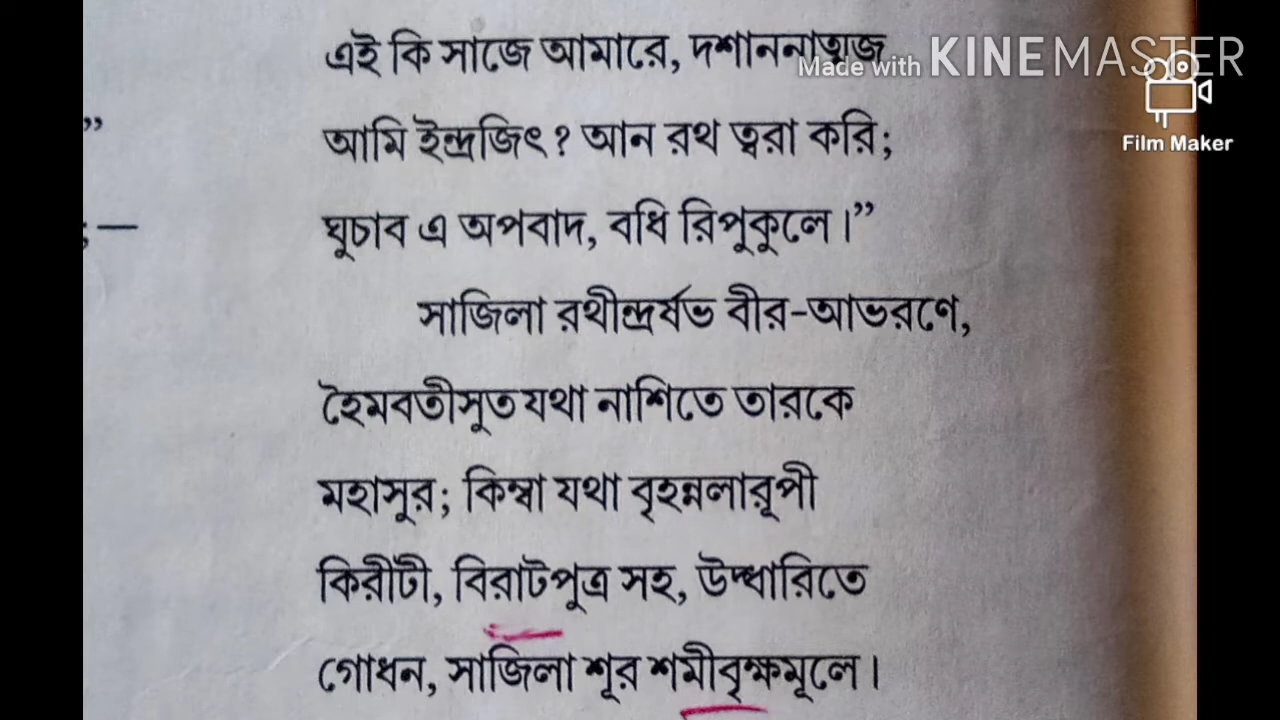 এই কি সাজে আমারে, দশাননাত্মজ
Made with KINEMASTER
Film Maker
”
আমি ইন্দ্রজিৎ? আন রথ ত্বরা করি;
; —
ঘুচাব এ অপবাদ, বধি রিপুকুলে।”
সাজিলা রথীন্দ্রর্ষভ বীর-আভরণে,
হৈমবতীসুত যথা নাশিতে তারকে
মহাসুর; কিম্বা যথা বৃহন্নলারূপী
কিরীটী, বিরাটপুত্র সহ, উদ্ধারিতে
গোধন, সাজিলা শূর শমীবৃক্ষমূলে।